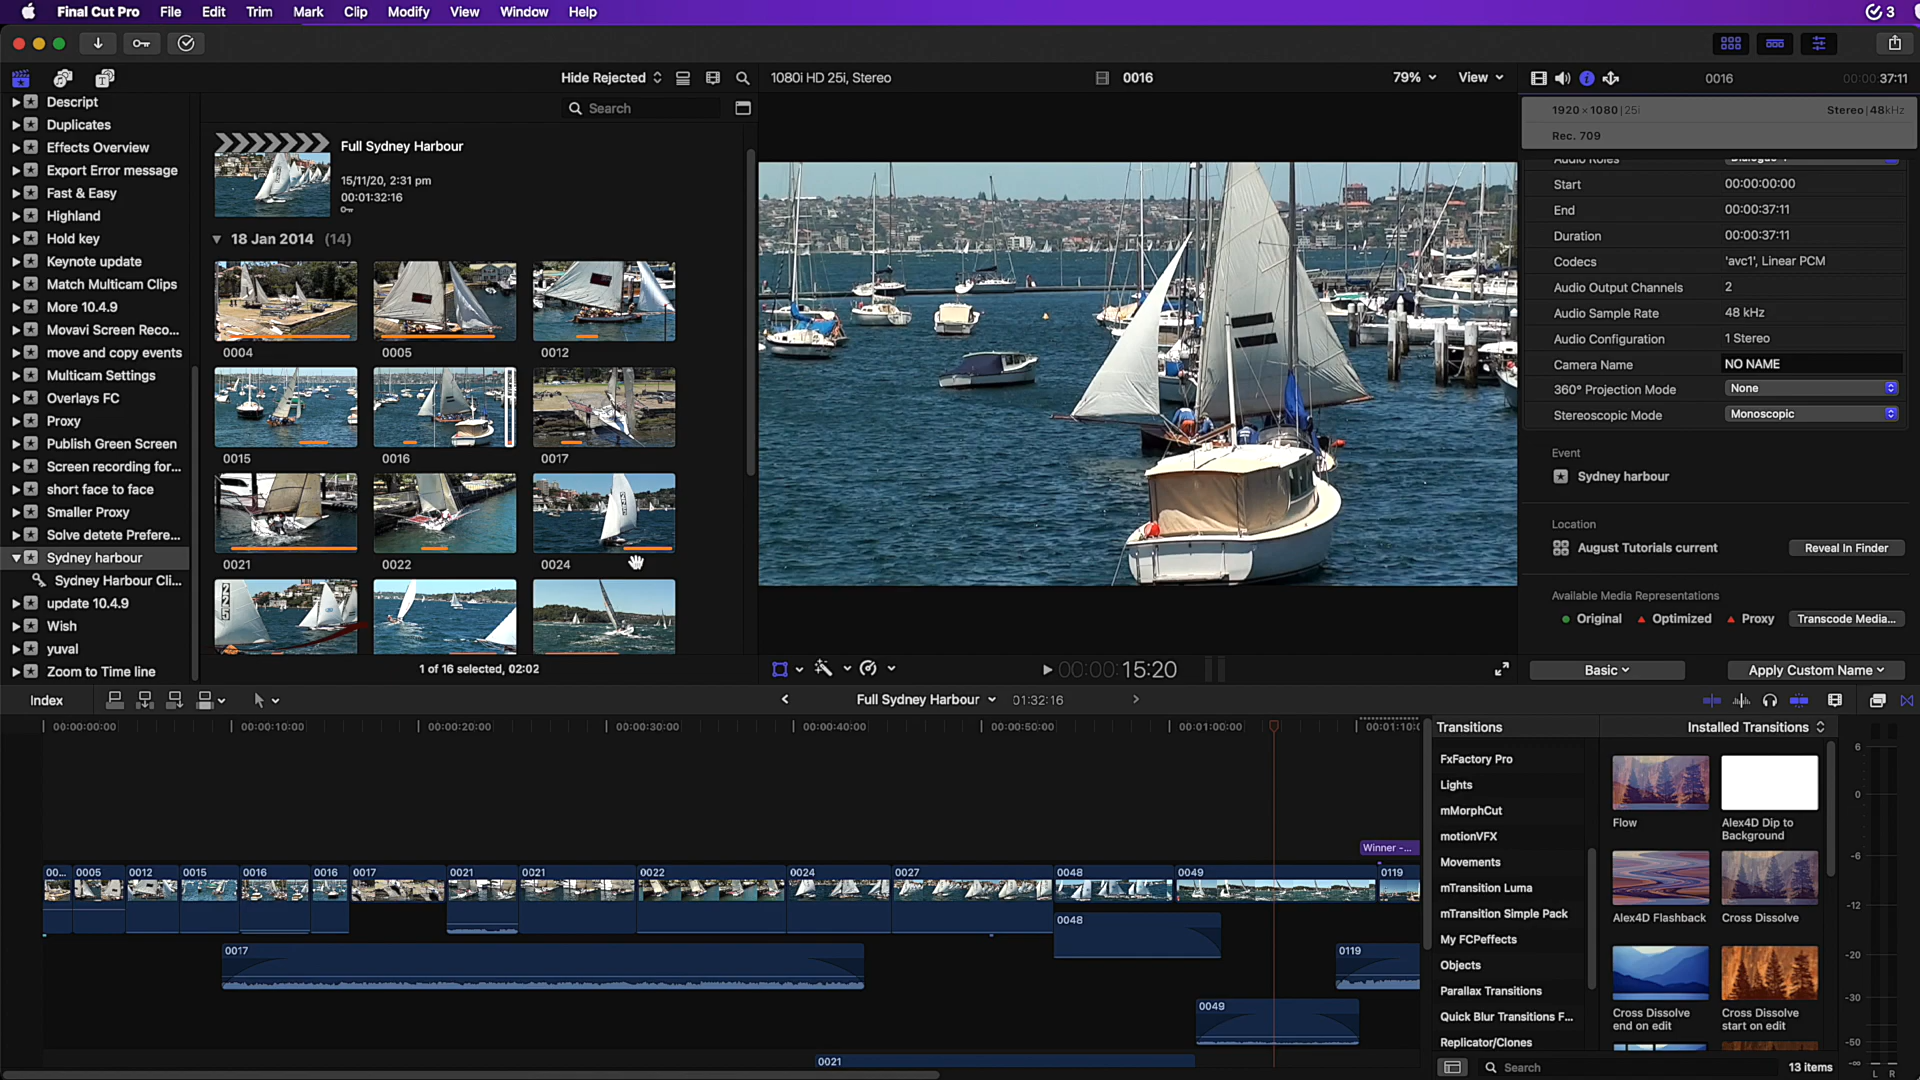 Final Cut Pro File Edit Trim Mark Clip Modify View Window Help 3
Hide Rejected
1080i HD 25i, Stereo
0016
79%
View
0016
00:00:00:37:11
Search
1920 × 1080 | 25i
Stereo | 48kHz
Rec. 709
Descript
Duplicates
Effects Overview
Export Error message
Fast & Easy
Highland
Hold key
Keynote update
Match Multicam Clips
More 10.4.9
Movavi Screen Reco...
move and copy events
Multicam Settings
Overlays FC
Proxy
Publish Green Screen
Screen recording for...
short face to face
Smaller Proxy
Solve detete Prefere...
Sydney harbour
Sydney Harbour Cli...
update 10.4.9
Wish
yuval
Zoom to Time line
Full Sydney Harbour
15/11/20, 2:31 pm
00:01:32:16
18 Jan 2014 (14)
0004
0005
0012
0015
0016
0017
0021
0022
0024
1 of 16 selected, 02:02
00:00:15:20
Audio Roles
Start 00:00:00:00
End 00:00:37:11
Duration 00:00:37:11
Codecs 'avc1', Linear PCM
Audio Output Channels 2
Audio Sample Rate 48 kHz
Audio Configuration 1 Stereo
Camera Name NO NAME
360° Projection Mode None
Stereoscopic Mode Monoscopic
Event
Sydney harbour
Location
August Tutorials current
Reveal In Finder
Available Media Representations
Original Optimized Proxy Transcode Media...
Basic
Apply Custom Name
Index
Full Sydney Harbour
01:32:16
00:00:00:00 00:00:10:00 00:00:20:00 00:00:30:00 00:00:40:00 00:00:50:00 00:01:00:00 00:01:10:0
Winner -...
00... 0005 0012 0015 0016 0016 0017 0021 0021 0022 0024 0027 0048 0049 0119
0048
0017
0119
0049
0021
Transitions
Installed Transitions
FxFactory Pro
Lights
mMorphCut
motionVFX
Movements
mTransition Luma
mTransition Simple Pack
My FCPeffects
Objects
Parallax Transitions
Quick Blur Transitions F...
Replicator/Clones
Flow
Alex4D Dip to
Background
Alex4D Flashback
Cross Dissolve
Cross Dissolve
end on edit
Cross Dissolve
start on edit
Search
13 items
6
0
-6
-12
-20
-30
-50
-∞
L R